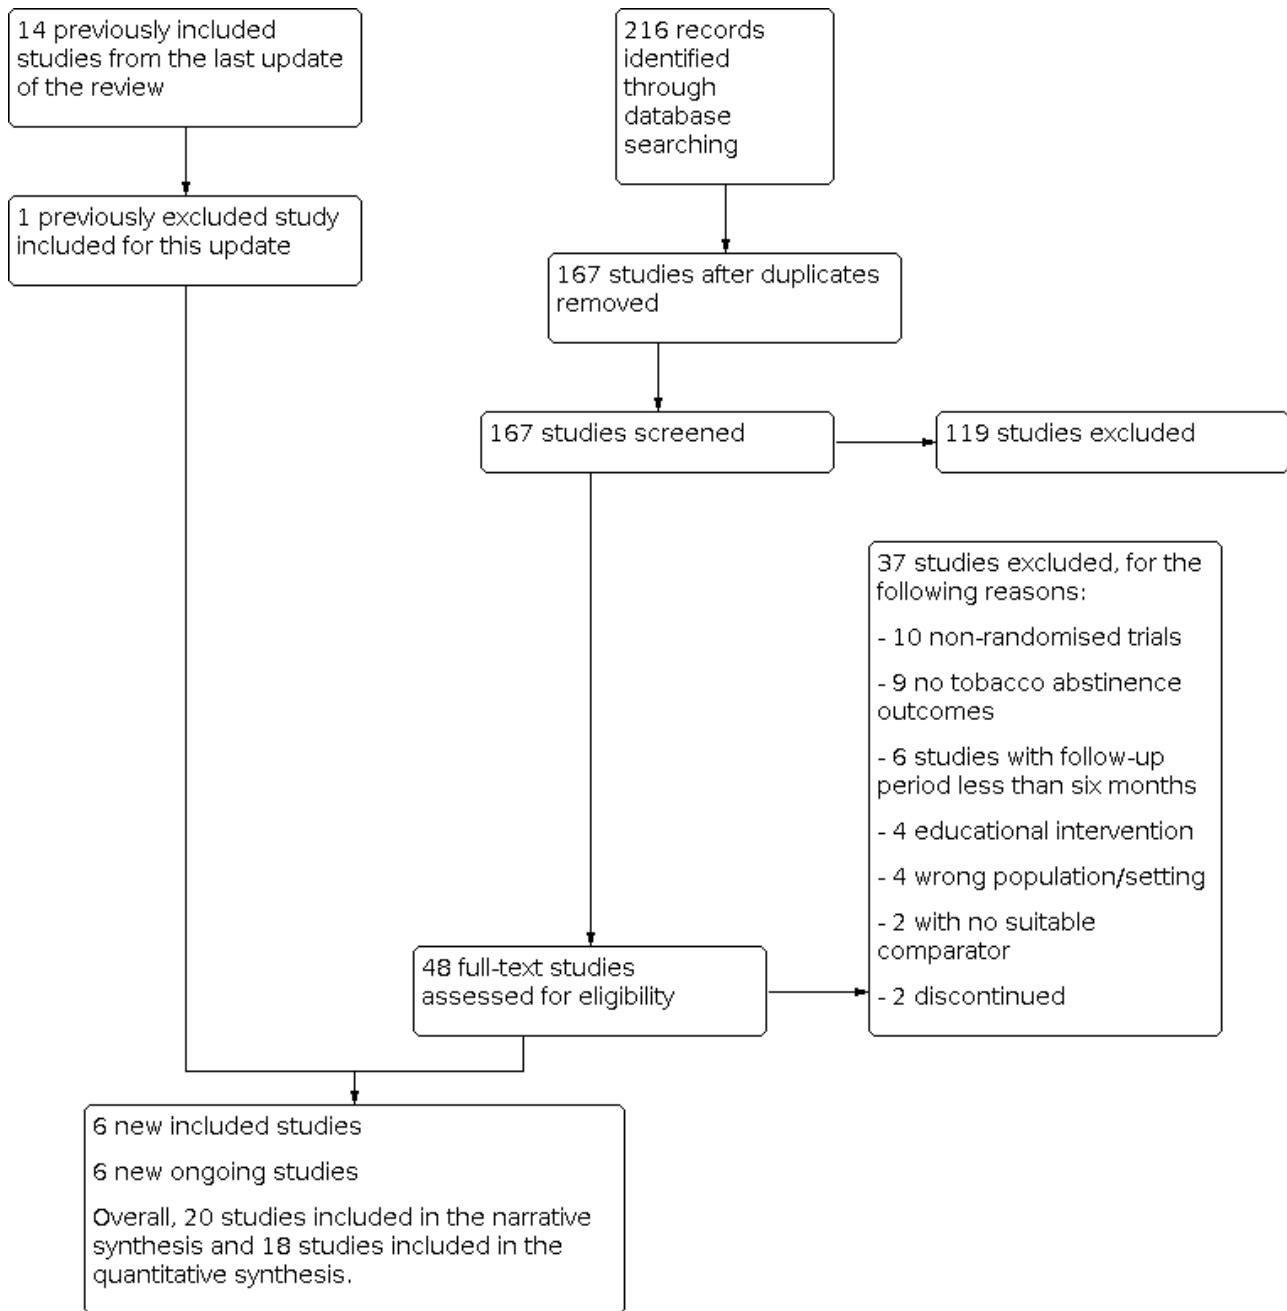 14 previously included
studies from the last update
of the review
216 records
identified
through
database
searching
1 previously excluded study
included for this update
167 studies after duplicates
removed
167 studies screened
119 studies excluded
37 studies excluded, for the
following reasons:
- 10 non-randomised trials
- 9 no tobacco abstinence
outcomes
- 6 studies with follow-up
period less than six months
- 4 educational intervention
- 4 wrong population/setting
- 2 with no suitable
comparator
- 2 discontinued
48 full-text studies
assessed for eligibility
6 new included studies
6 new ongoing studies
Overall, 20 studies included in the narrative
synthesis and 18 studies included in the
quantitative synthesis.